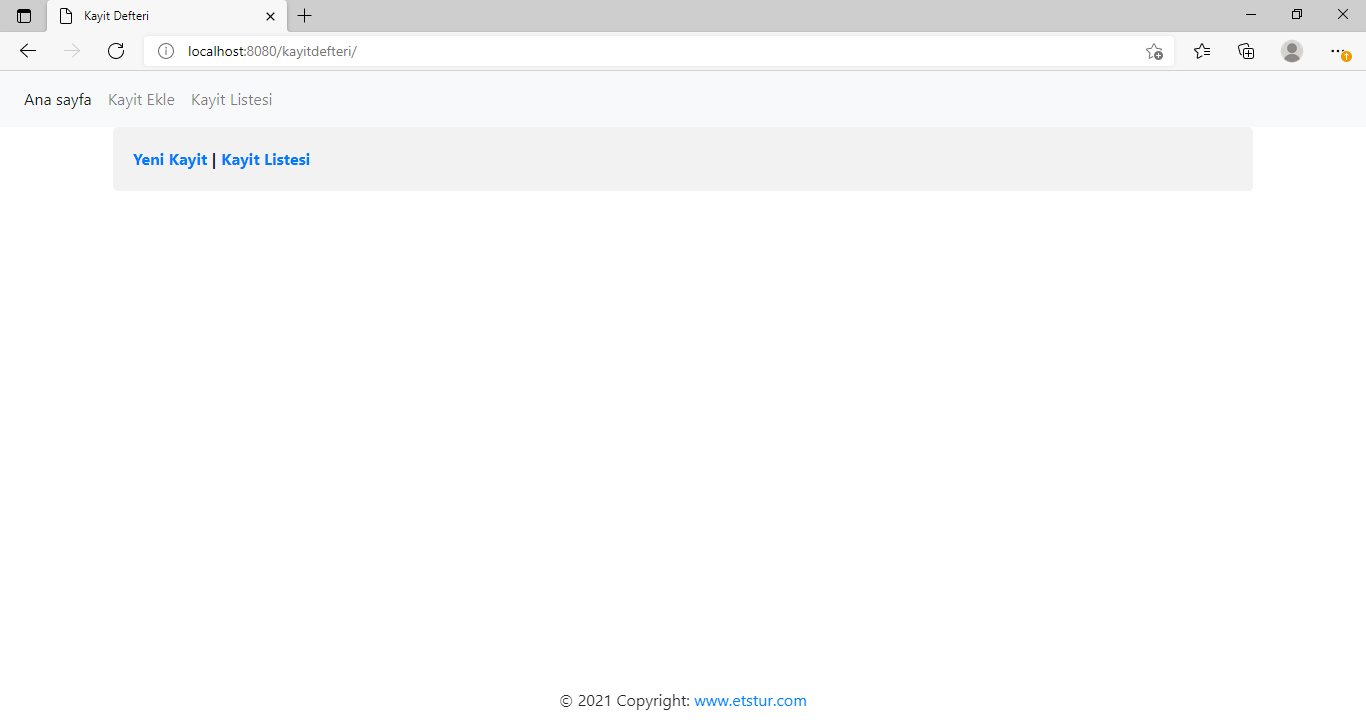 Kayit Defteri
localhost:8080/kayitdefteri/
Ana sayfa Kayit Ekle Kayit Listesi
Yeni Kayit | Kayit Listesi
© 2021 Copyright: www.etstur.com